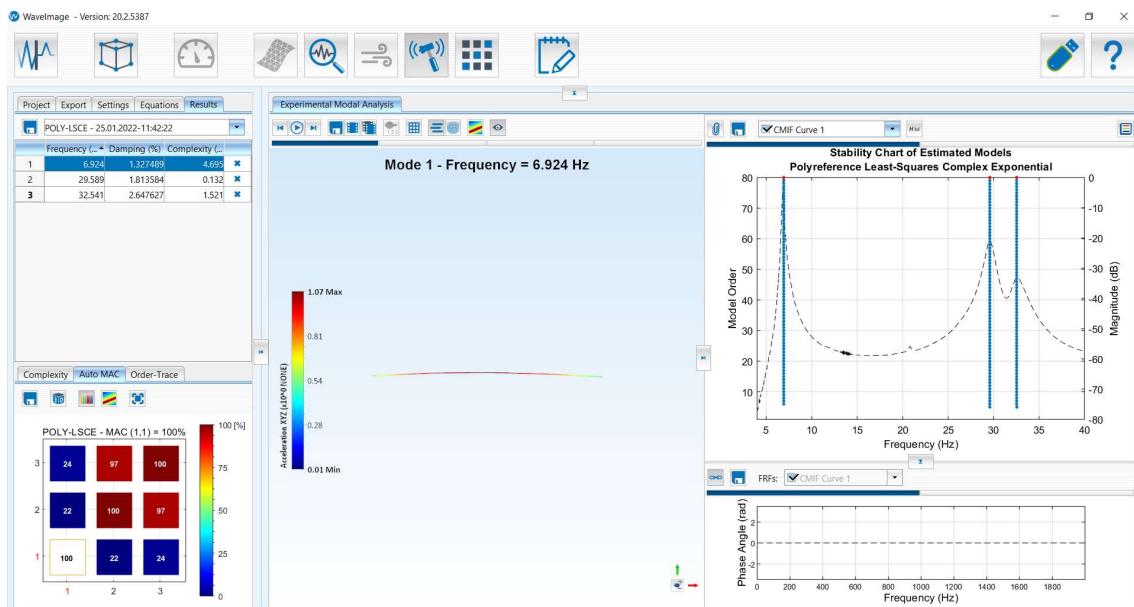 WaveImage - Version: 20.2.5387
Project Export Settings Equations Results
POLY-LSCE - 25.01.2022-11:42:22
Frequency (... Damping (%) Complexity (...
1 6.924 1.327489 4.695
2 29.589 1.813584 0.132
3 32.541 2.647627 1.521
Complexity Auto MAC Order-Trace
3D
POLY-LSCE - MAC (1,1) = 100%
3 24 97 100
2 22 100 97
1 100 22 24
1 2 3
100 [%]
75
50
25
0
Experimental Modal Analysis
Mode 1 - Frequency = 6.924 Hz
Acceleration XYZ (x10^0 NONE)
1.07 Max
0.81
0.54
0.28
0.01 Min
CMIF Curve 1
Stability Chart of Estimated Models
Polyreference Least-Squares Complex Exponential
Model Order
80
70
60
50
40
30
20
10
0
-10
-20
-30
-40
-50
-60
-70
-80
Magnitude (dB)
5 10 15 20 25 30 35 40
Frequency (Hz)
FRFs: CMIF Curve 1
Phase Angle (rad)
2
0
-2
0 200 400 600 800 1000 1200 1400 1600 1800
Frequency (Hz)